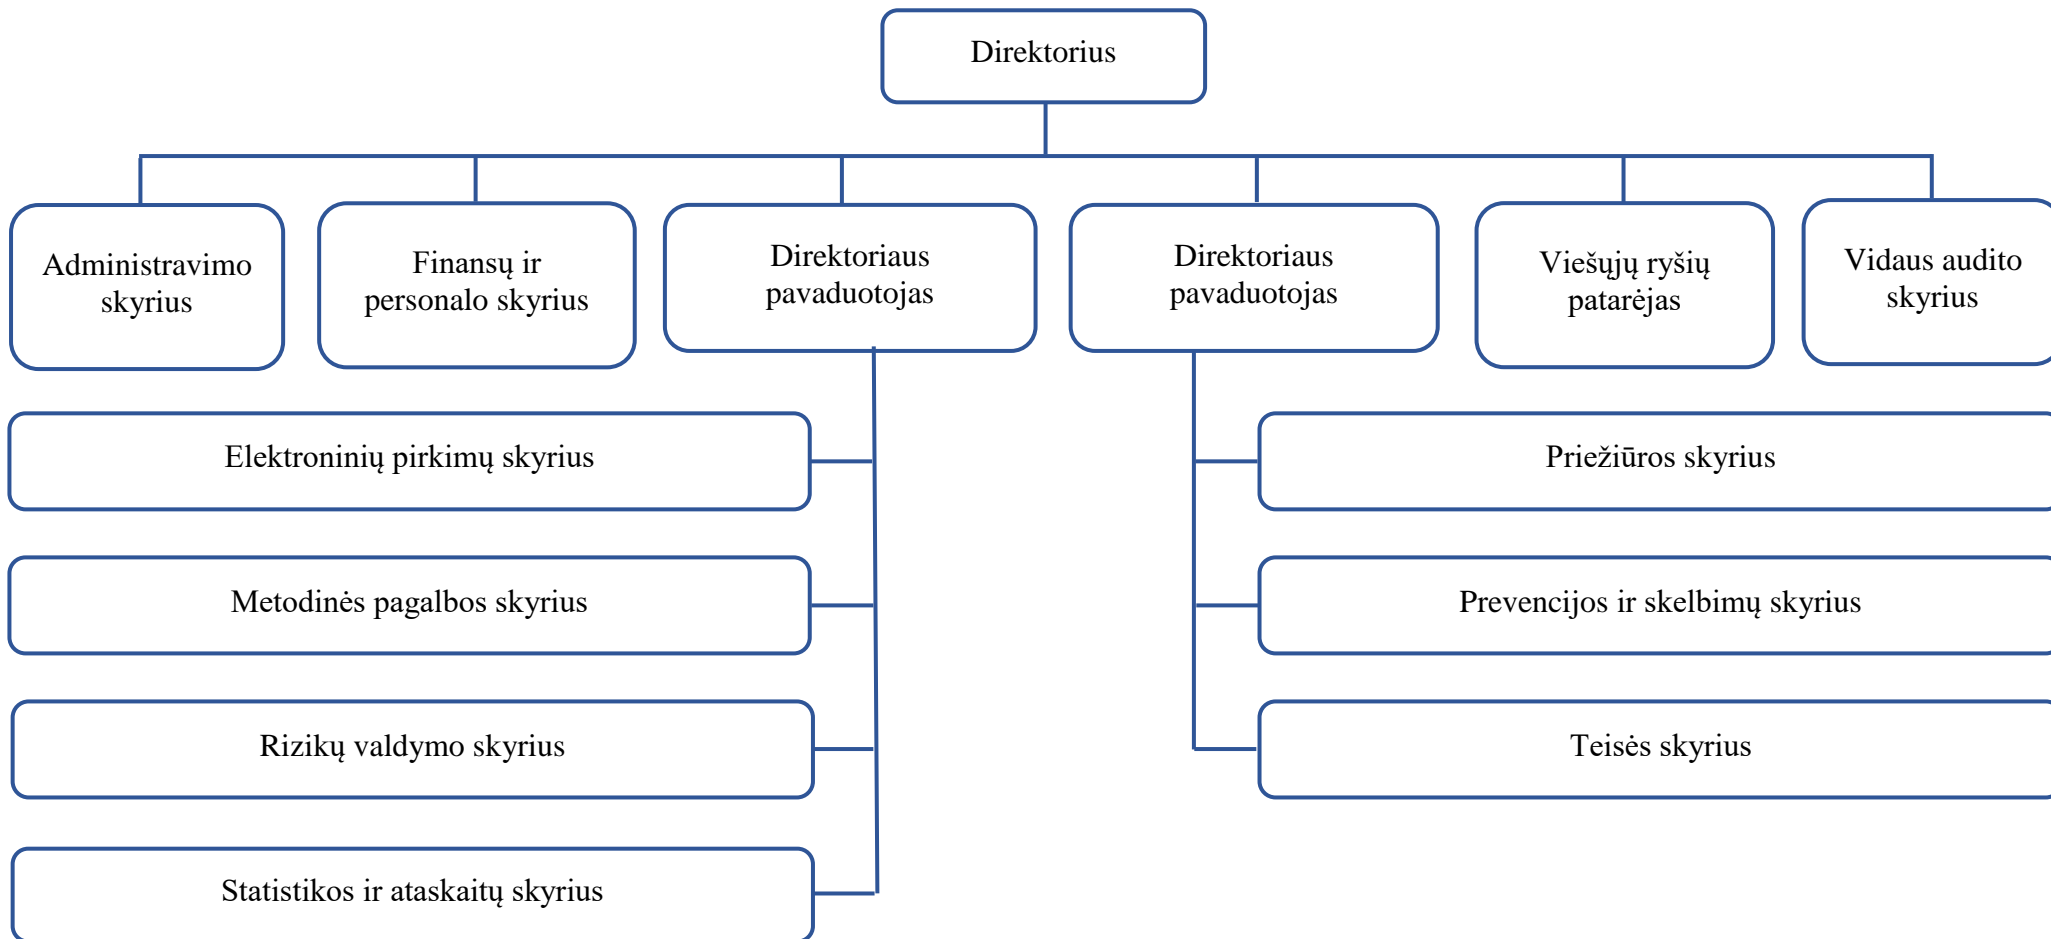 Direktorius
Administravimo
skyrius
Finansų ir
personalo skyrius
Direktoriaus
pavaduotojas
Direktoriaus
pavaduotojas
Viešųjų ryšių
patarėjas
Vidaus audito
skyrius
Elektroninių pirkimų skyrius
Metodinės pagalbos skyrius
Rizikų valdymo skyrius
Statistikos ir ataskaitų skyrius
Priežiūros skyrius
Prevencijos ir skelbimų skyrius
Teisės skyrius